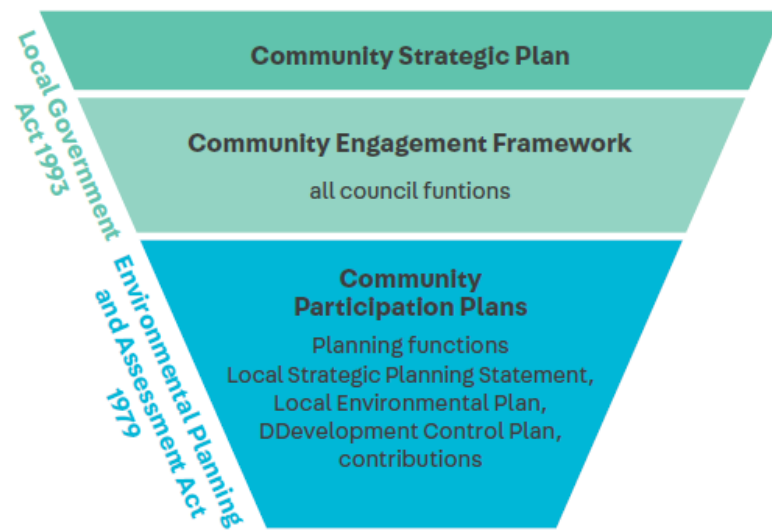 Community Strategic Plan
Local Government
Act 1993
Community Engagement Framework
all council funtions
Environmental Planning
and Assessment Act
1979
Community
Participation Plans
Planning functions
Local Strategic Planning Statement,
Local Environmental Plan,
DDevelopment Control Plan,
contributions